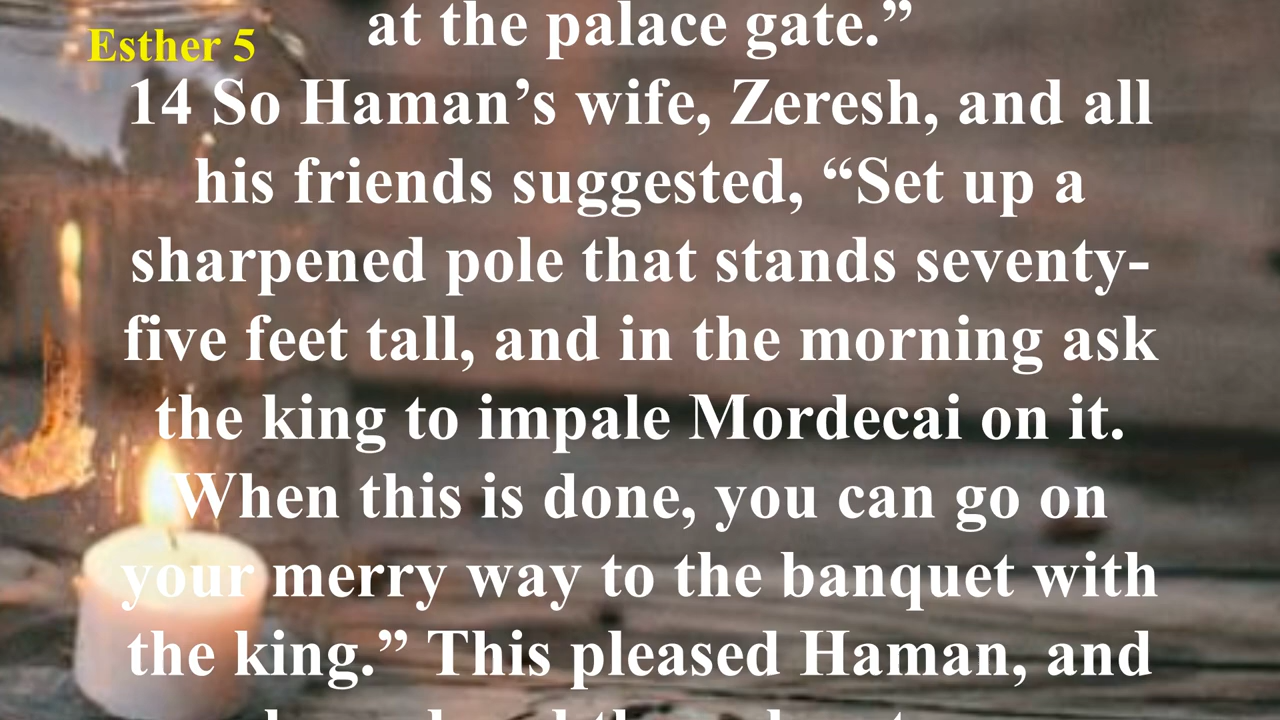 at the palace gate.”
Esther 5
14 So Haman’s wife, Zeresh, and all
his friends suggested, “Set up a
sharpened pole that stands seventy-
five feet tall, and in the morning ask
the king to impale Mordecai on it.
When this is done, you can go on
your merry way to the banquet with
the king.” This pleased Haman, and